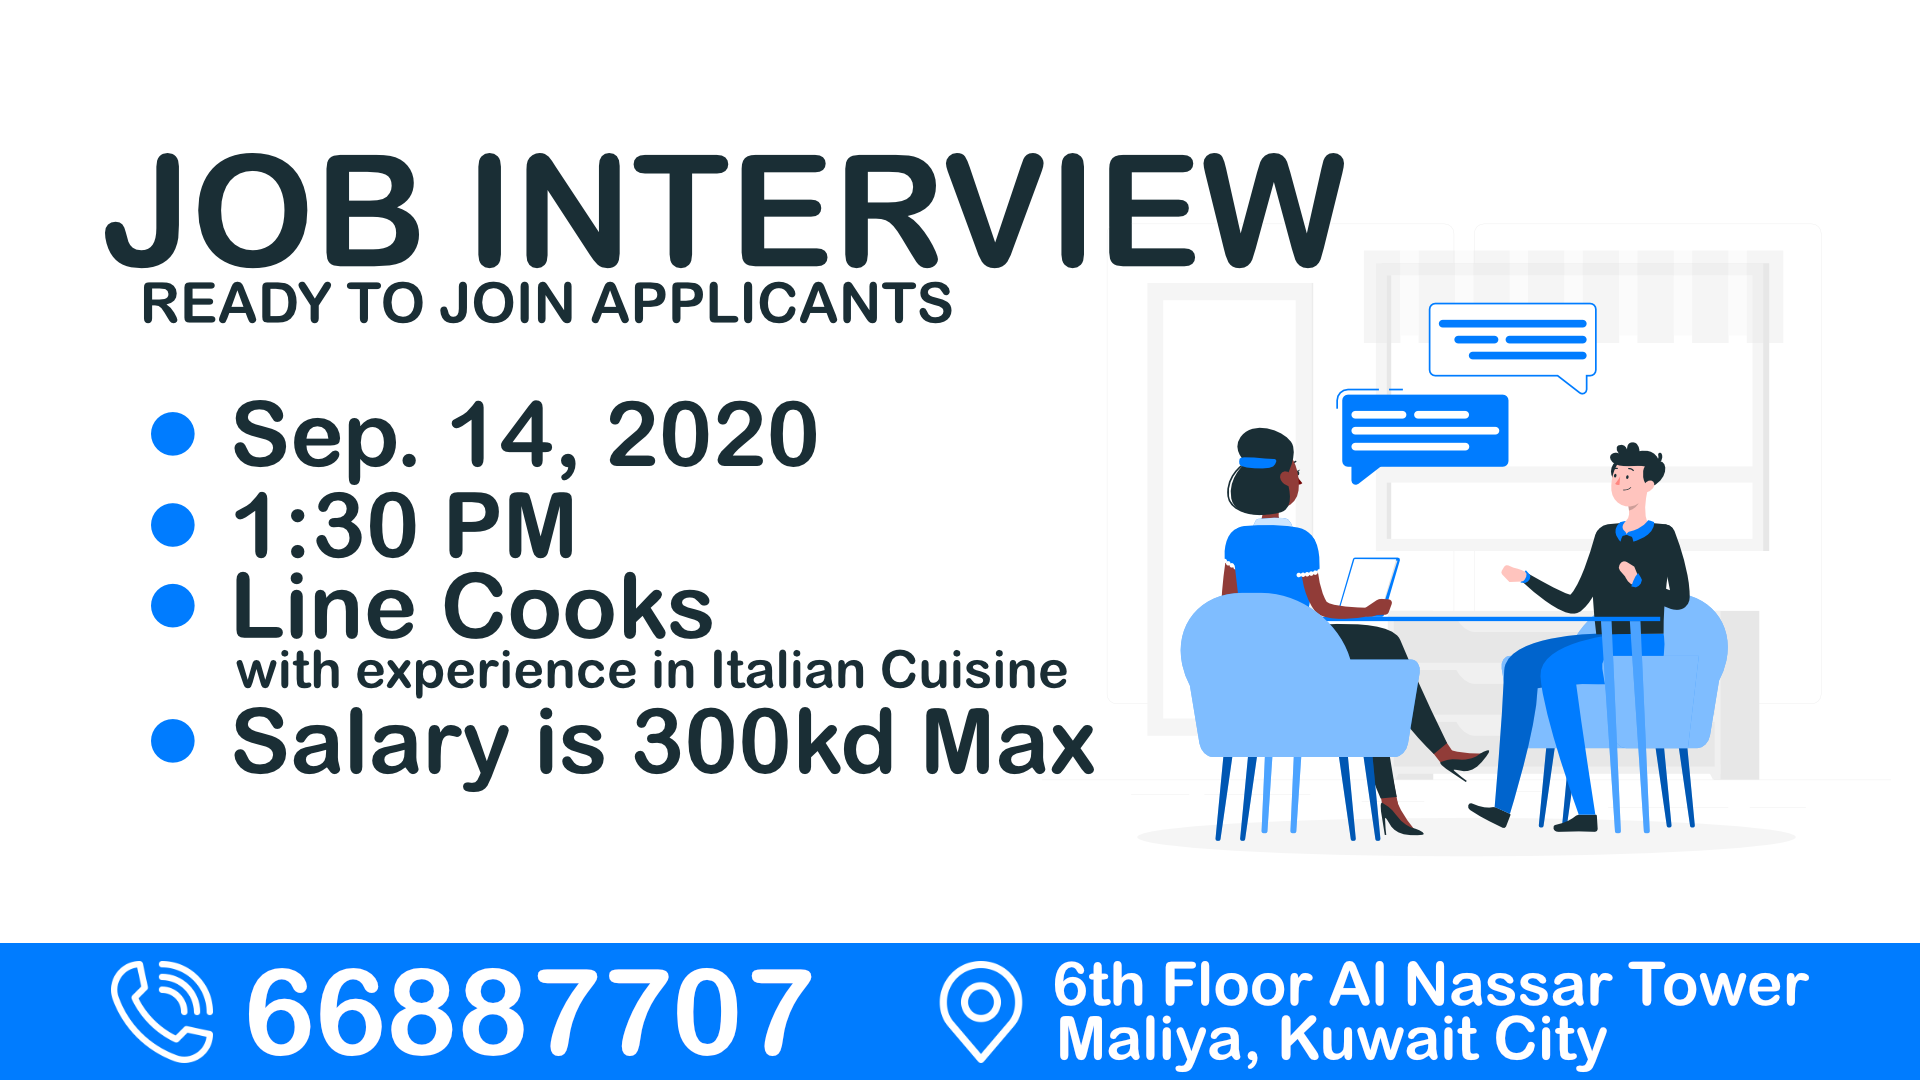 JOB INTERVIEW
READY TO JOIN APPLICANTS
Sep. 14, 2020
1:30 PM
Line Cooks
with experience in Italian Cuisine
Salary is 300kd Max
66887707
6th Floor Al Nassar Tower
Maliya, Kuwait City